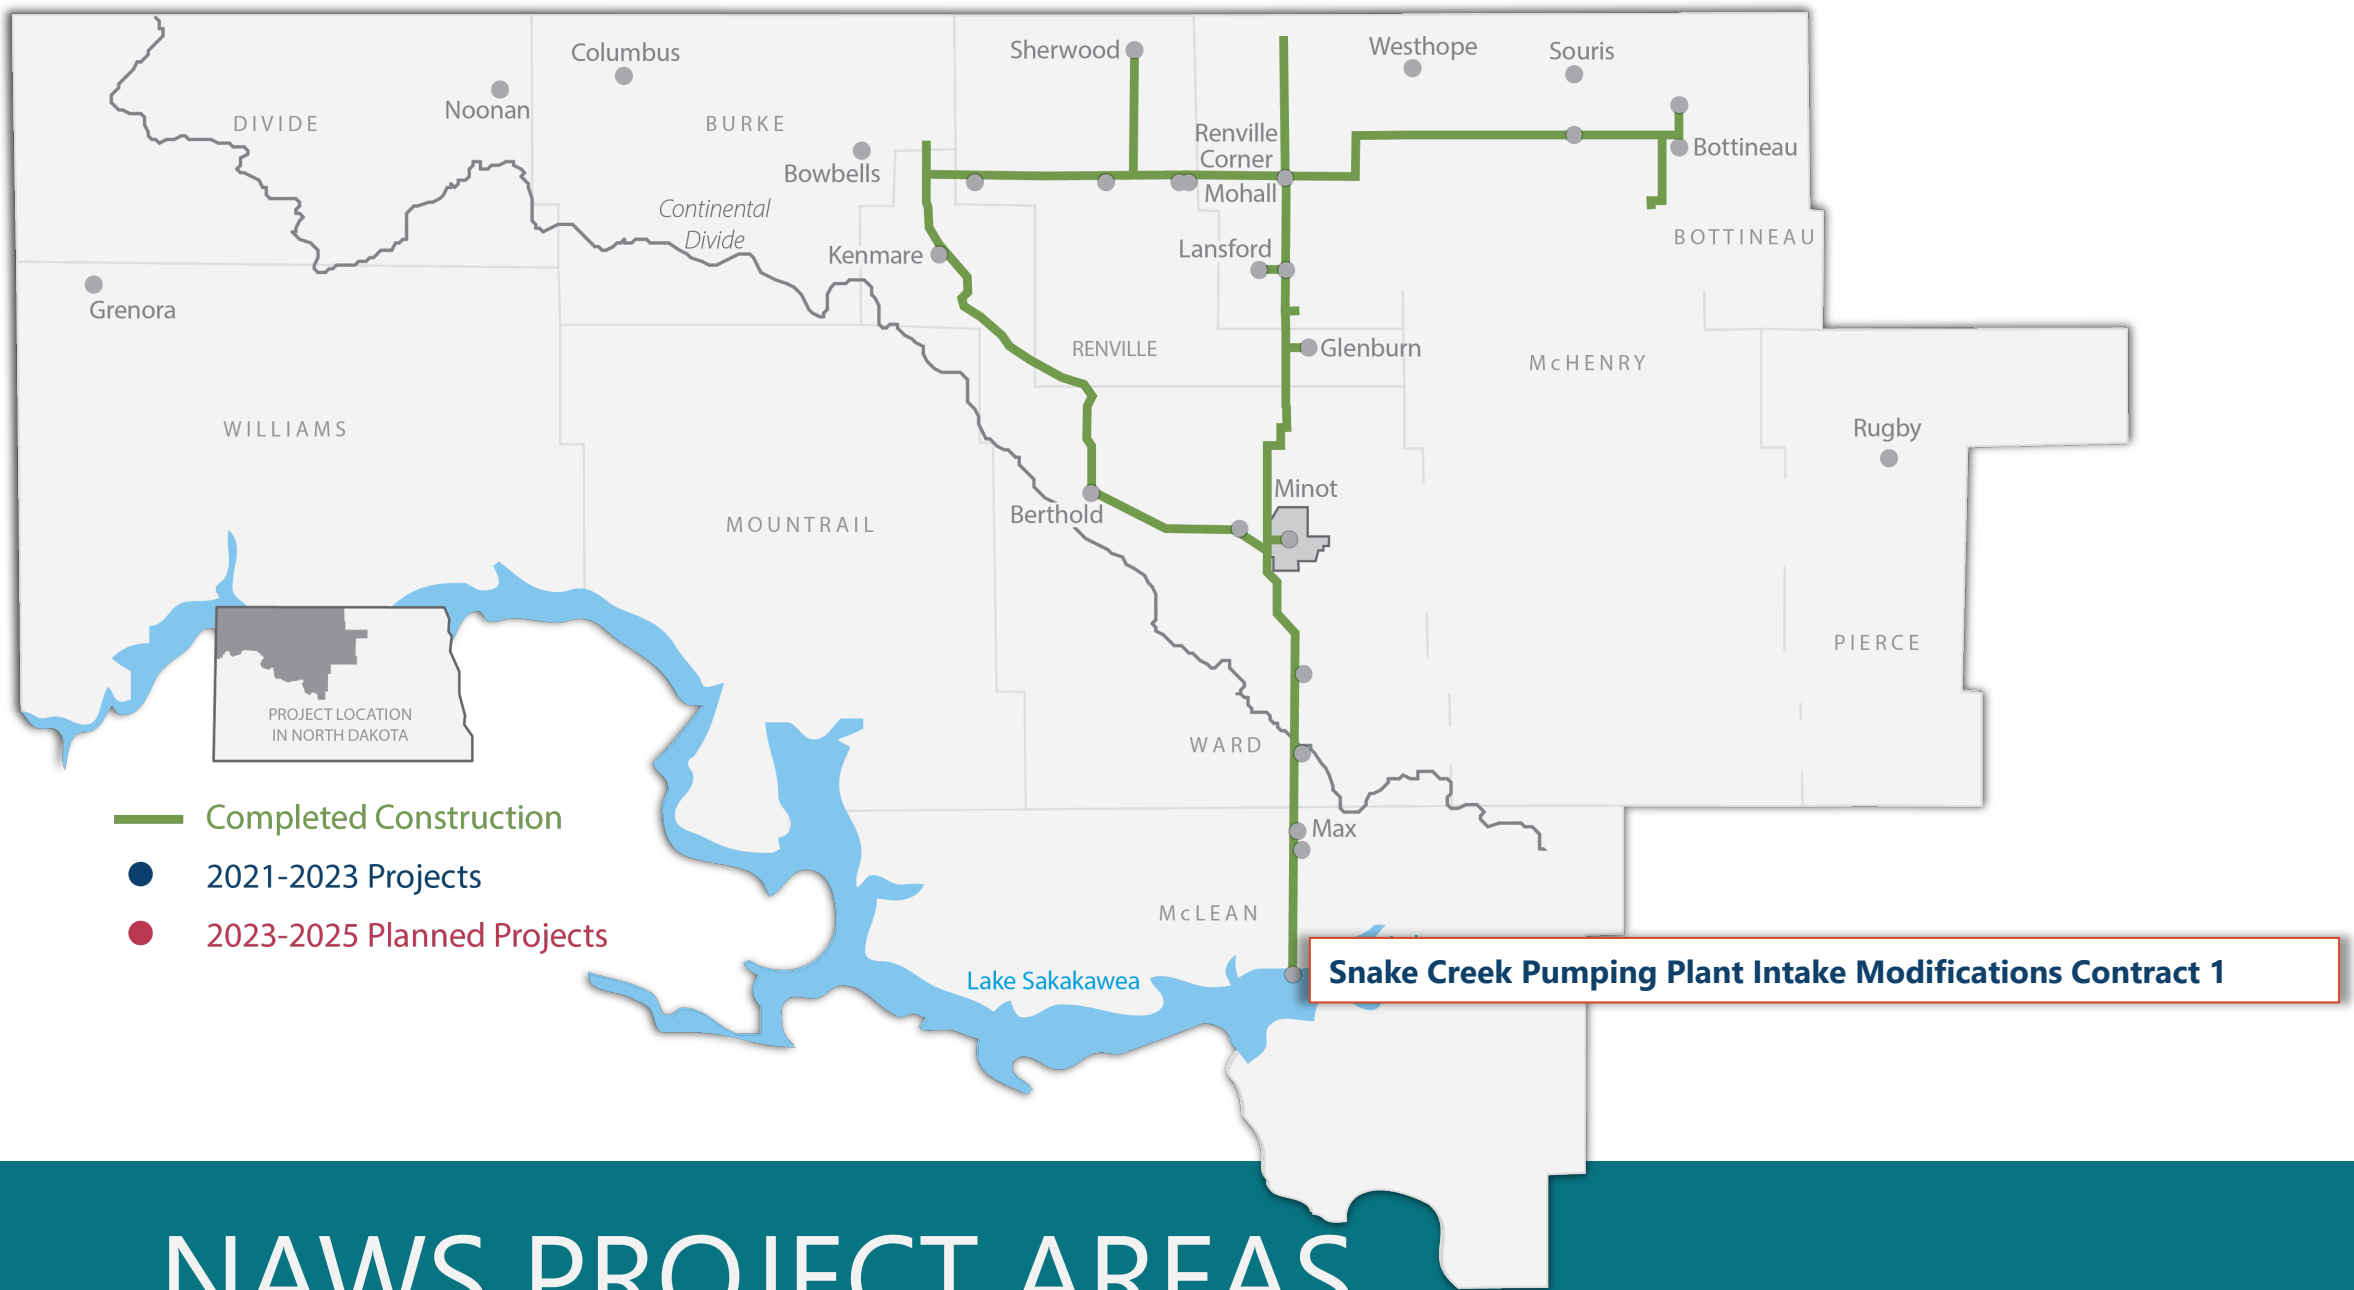 Columbus
Sherwood
Westhope
Souris
Noonan
DIVIDE
BURKE
Renville
Corner
Bottineau
Bowbells
Mohall
Continental
Divide
BOTTINEAU
Kenmare
Lansford
Grenora
RENVILLE
Glenburn
McHENRY
WILLIAMS
Rugby
Minot
Berthold
MOUNTRAIL
PIERCE
PROJECT LOCATION
IN NORTH DAKOTA
WARD
Completed Construction
Max
2021-2023 Projects
McLEAN
2023-2025 Planned Projects
Snake Creek Pumping Plant Intake Modifications Contract 1
Lake Sakakawea
NAWS PROJECT AREAS